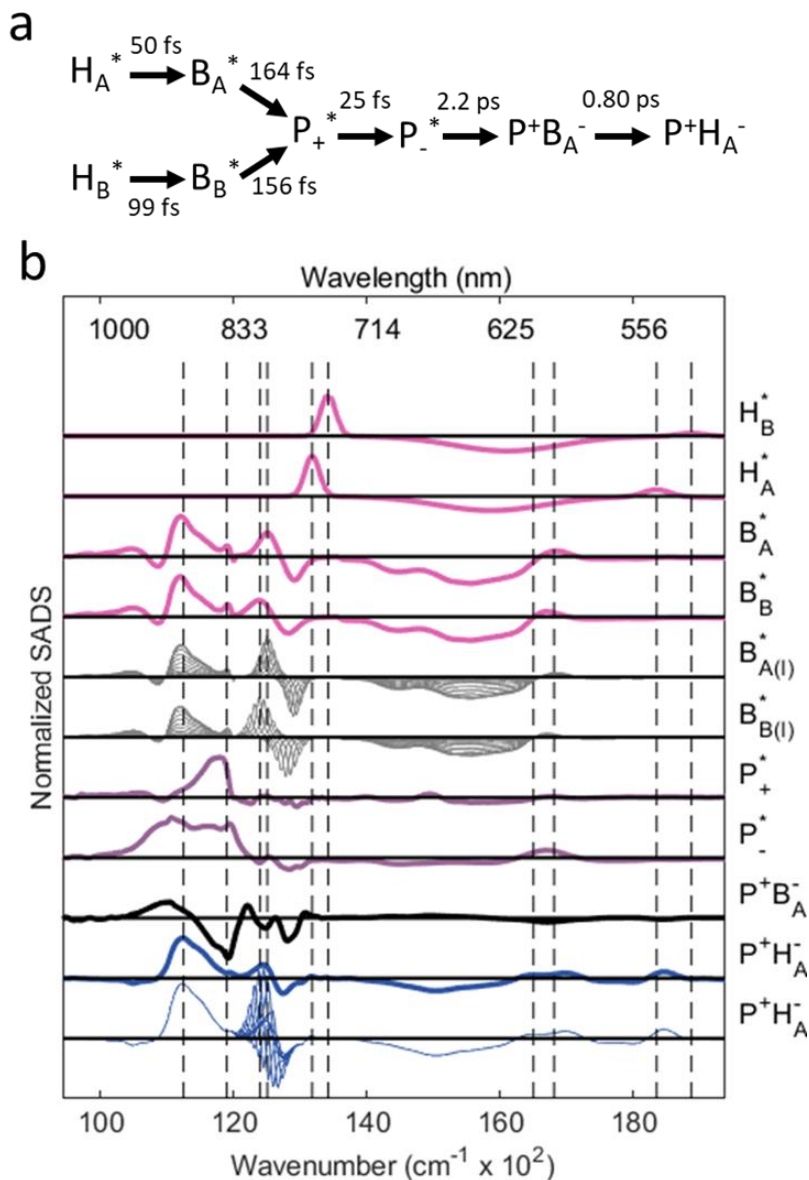 a
50 fs
H_A^* B_A^* 164 fs
25 fs 2.2 ps 0.80 ps
P_+^* P_-^* P^+B_A^- P^+H_A^-
H_B^* B_B^*
99 fs 156 fs
b
Wavelength (nm)
1000 833 714 625 556
H_B^*
H_A^*
B_A^*
B_B^*
B_{A(I)}^*
B_{B(I)}^*
P_+^*
P_-^*
P^+B_A^-
P^+H_A^-
P^+H_A^-
Normalized SADS
100 120 140 160 180
Wavenumber (cm^{-1} x 10^2)